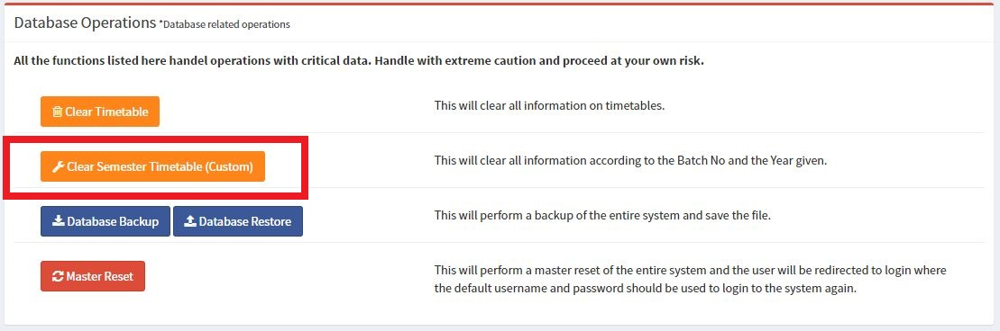 Database Operations *Database related operations
All the functions listed here handel operations with critical data. Handle with extreme caution and proceed at your own risk.
Clear Timetable
This will clear all information on timetables.
Clear Semester Timetable (Custom)
This will clear all information according to the Batch No and the Year given.
Database Backup Database Restore
This will perform a backup of the entire system and save the file.
Master Reset
This will perform a master reset of the entire system and the user will be redirected to login where
the default username and password should be used to login to the system again.